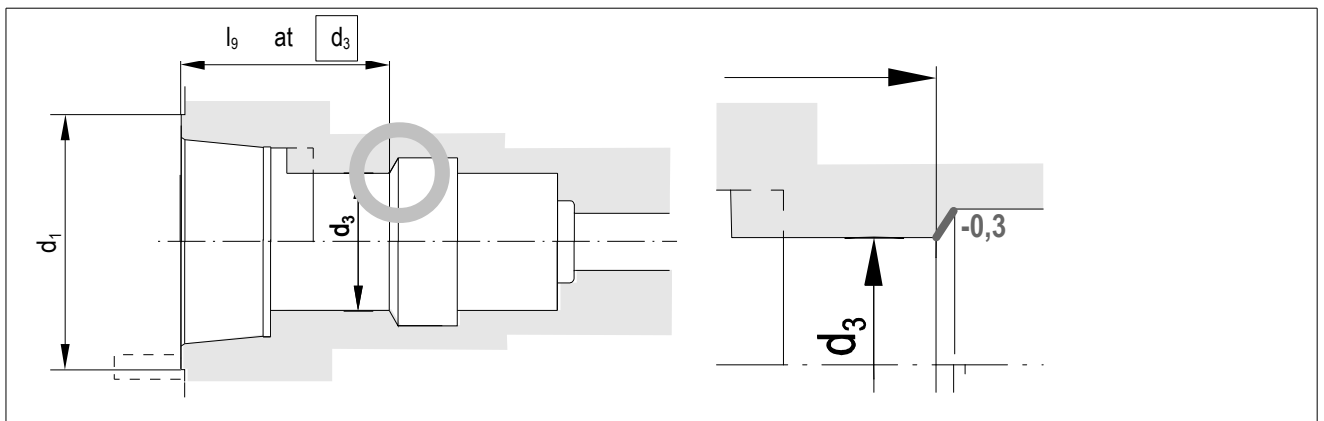 l₉ at d₃
d₁
d₃
-0,3
d₃